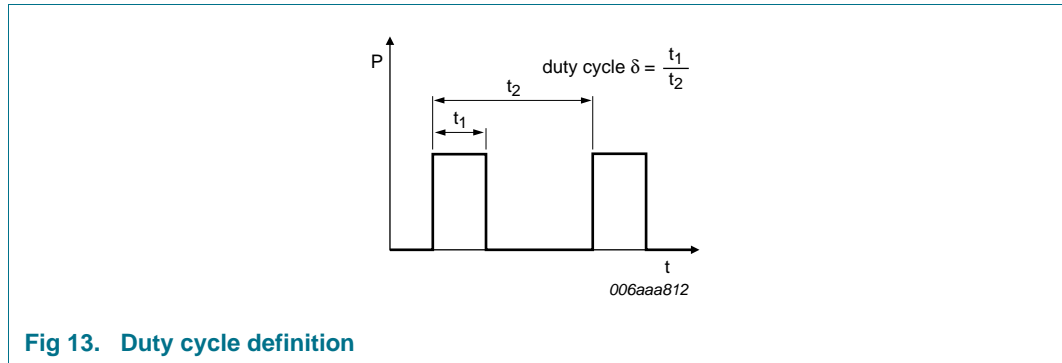 P
duty cycle δ = t1/t2
t2
t1
t
006aaa812
Fig 13. Duty cycle definition